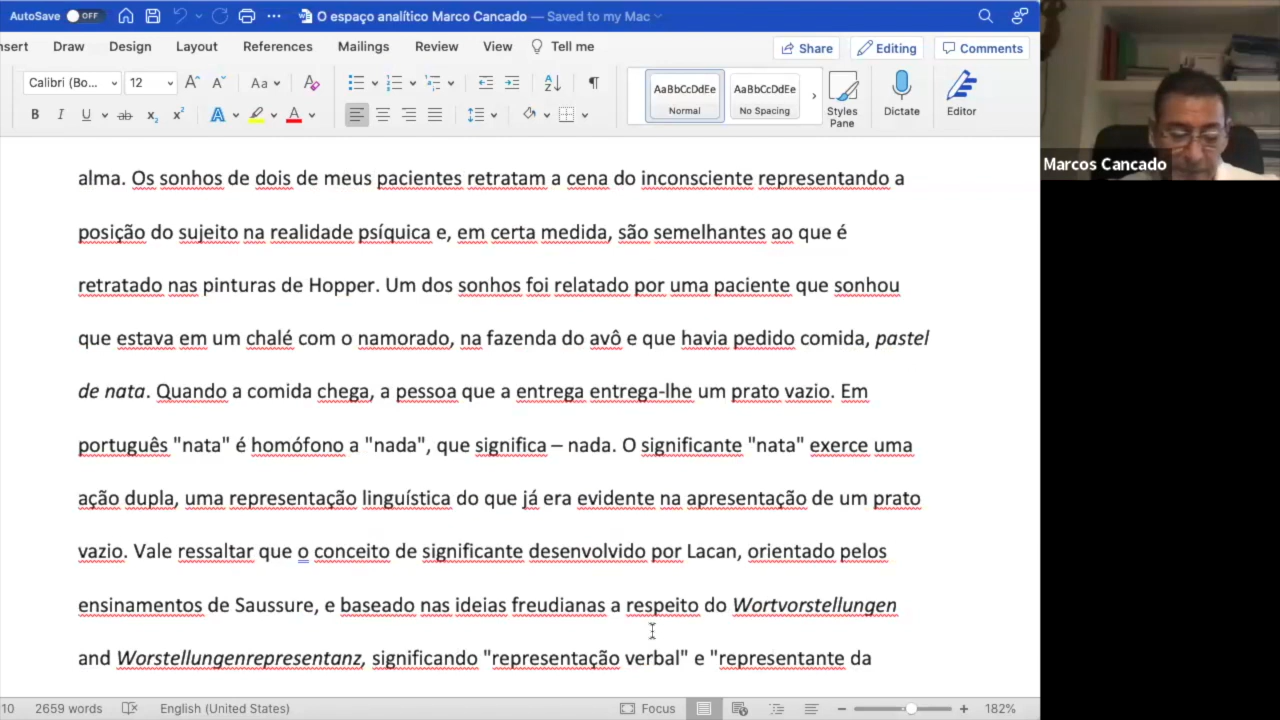 AutoSave OFF O espaço analítico Marco Cancado — Saved to my Mac
nsert Draw Design Layout References Mailings Review View Tell me Share Editing Comments
Calibri (Bo... 12 Aa AaBbCcDdEe AaBbCcDdEe
Normal No Spacing Styles Pane Dictate Editor
Marcos Cancado
alma. Os sonhos de dois de meus pacientes retratam a cena do inconsciente representando a
posição do sujeito na realidade psíquica e, em certa medida, são semelhantes ao que é
retratado nas pinturas de Hopper. Um dos sonhos foi relatado por uma paciente que sonhou
que estava em um chalé com o namorado, na fazenda do avô e que havia pedido comida, pastel
de nata. Quando a comida chega, a pessoa que a entrega entrega-lhe um prato vazio. Em
português "nata" é homófono a "nada", que significa – nada. O significante "nata" exerce uma
ação dupla, uma representação linguística do que já era evidente na apresentação de um prato
vazio. Vale ressaltar que o conceito de significante desenvolvido por Lacan, orientado pelos
ensinamentos de Saussure, e baseado nas ideias freudianas a respeito do Wortvorstellungen
and Worstellungenrepresentanz, significando "representação verbal" e "representante da
10 2659 words English (United States) Focus 182%